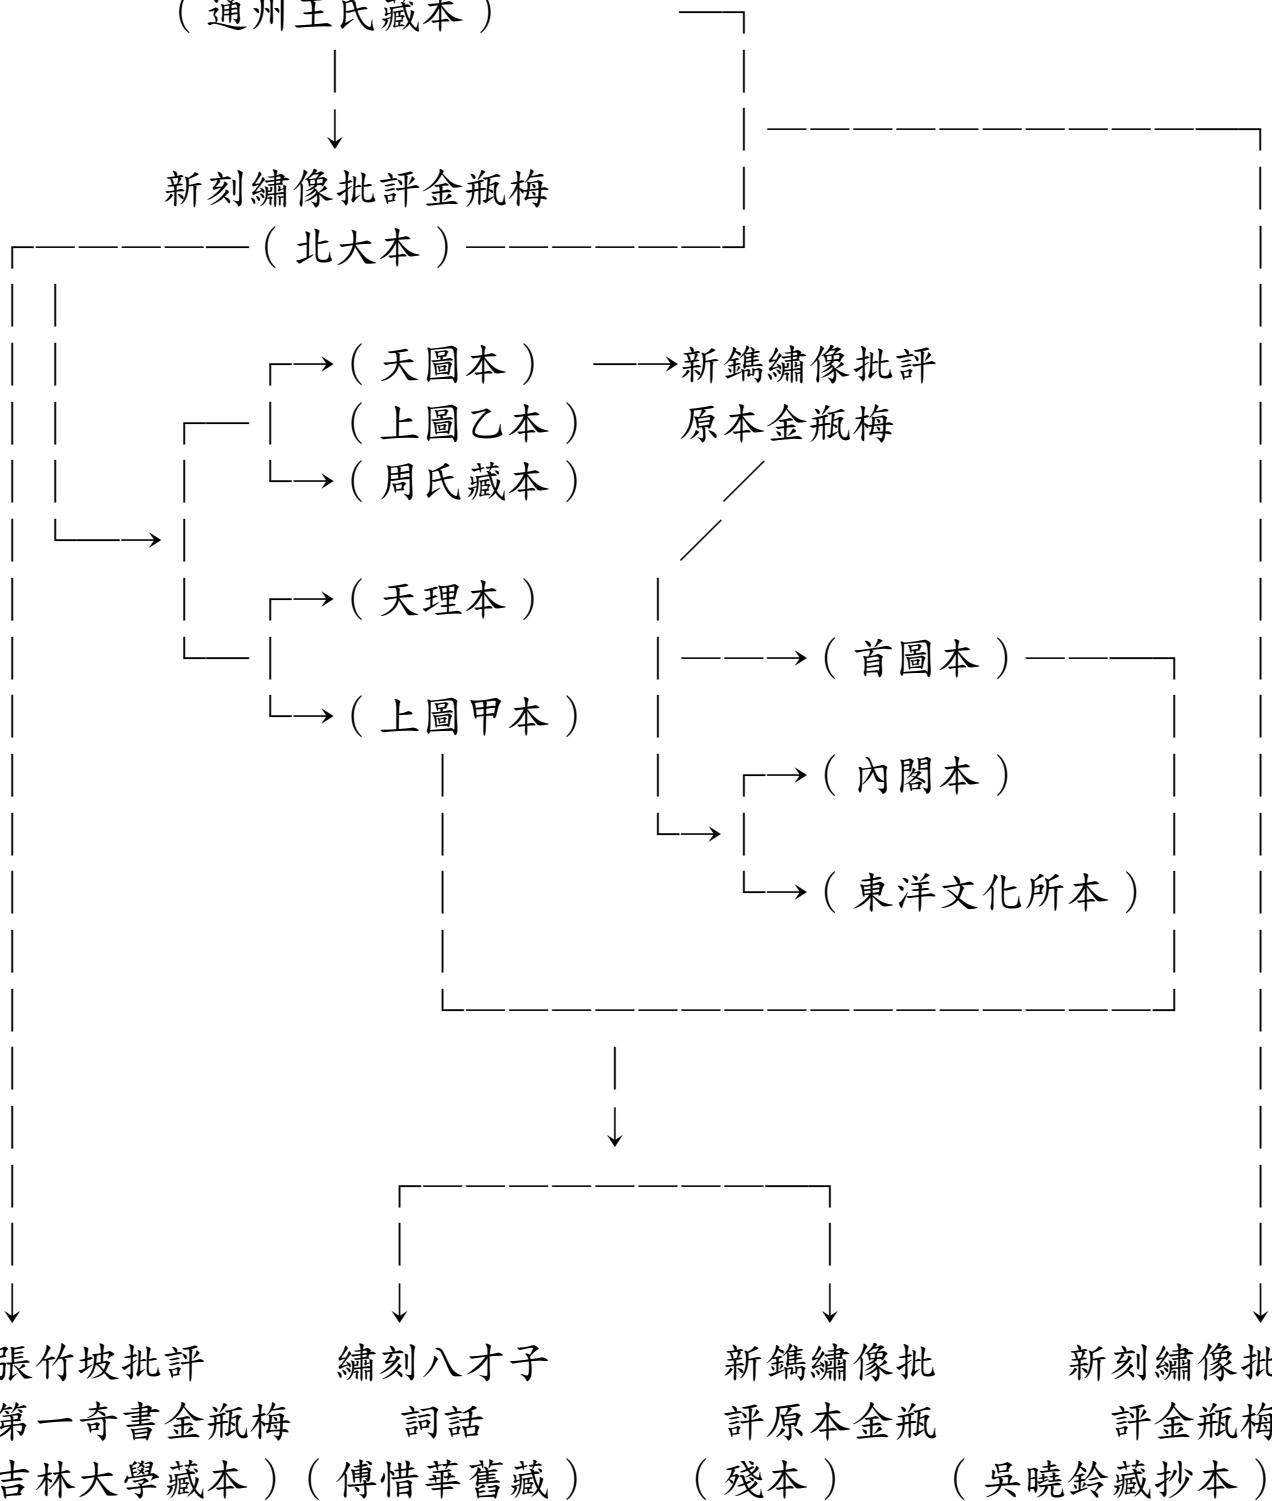 （通州王氏藏本）
新刻繡像批評金瓶梅
（北大本）
（天圖本）
新鐫繡像批評
（上圖乙本）
原本金瓶梅
（周氏藏本）
（天理本）
（首圖本）
（上圖甲本）
（內閣本）
（東洋文化所本）
張竹坡批評
第一奇書金瓶梅
吉林大學藏本）
繡刻八才子
詞話
（傅惜華舊藏）
新鐫繡像批
評原本金瓶
（殘本）
新刻繡像批
評金瓶梅
（吳曉鈴藏抄本）